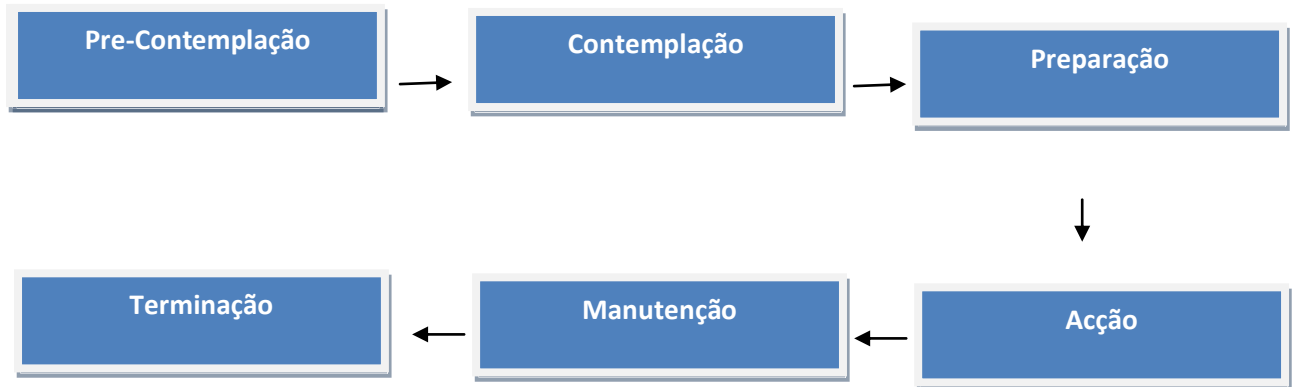 Pre-Contemplação
Contemplação
Preparação
Terminação
Manutenção
Acção